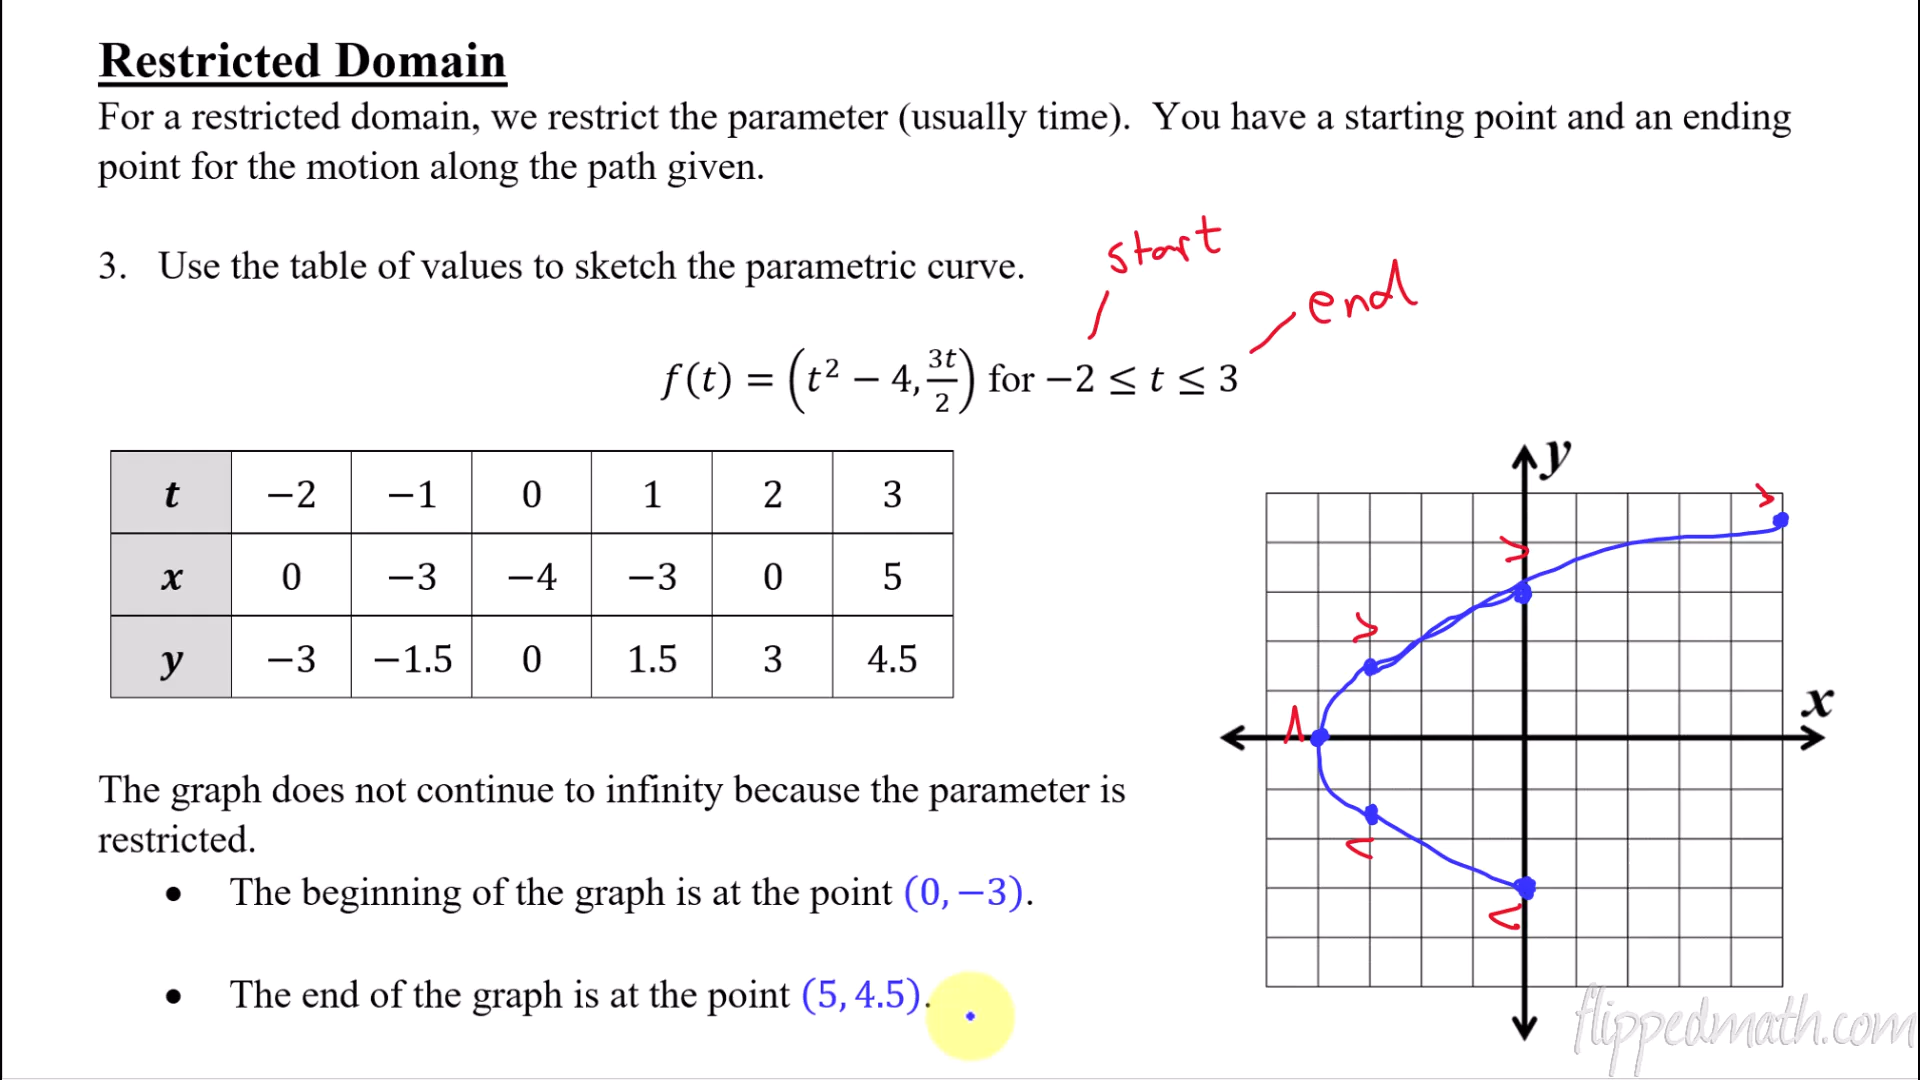 Restricted Domain
For a restricted domain, we restrict the parameter (usually time). You have a starting point and an ending
point for the motion along the path given.
start
3. Use the table of values to sketch the parametric curve.
end
f(t) = (t² − 4, 3t/2) for −2 ≤ t ≤ 3
y
t −2 −1 0 1 2 3
x 0 −3 −4 −3 0 5
y −3 −1.5 0 1.5 3 4.5
x
The graph does not continue to infinity because the parameter is
restricted.
• The beginning of the graph is at the point (0, −3).
• The end of the graph is at the point (5, 4.5).
flippedmath.com